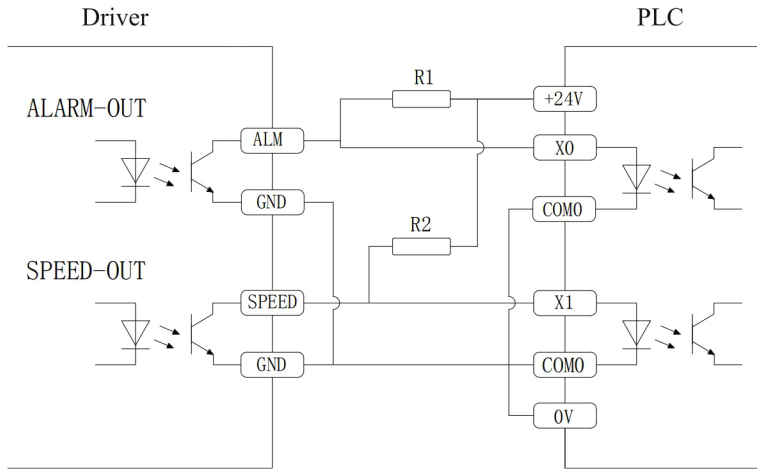 Driver
PLC
R1
+24V
ALARM-OUT
ALM
X0
GND
COM0
R2
SPEED-OUT
SPEED
X1
GND
COM0
0V